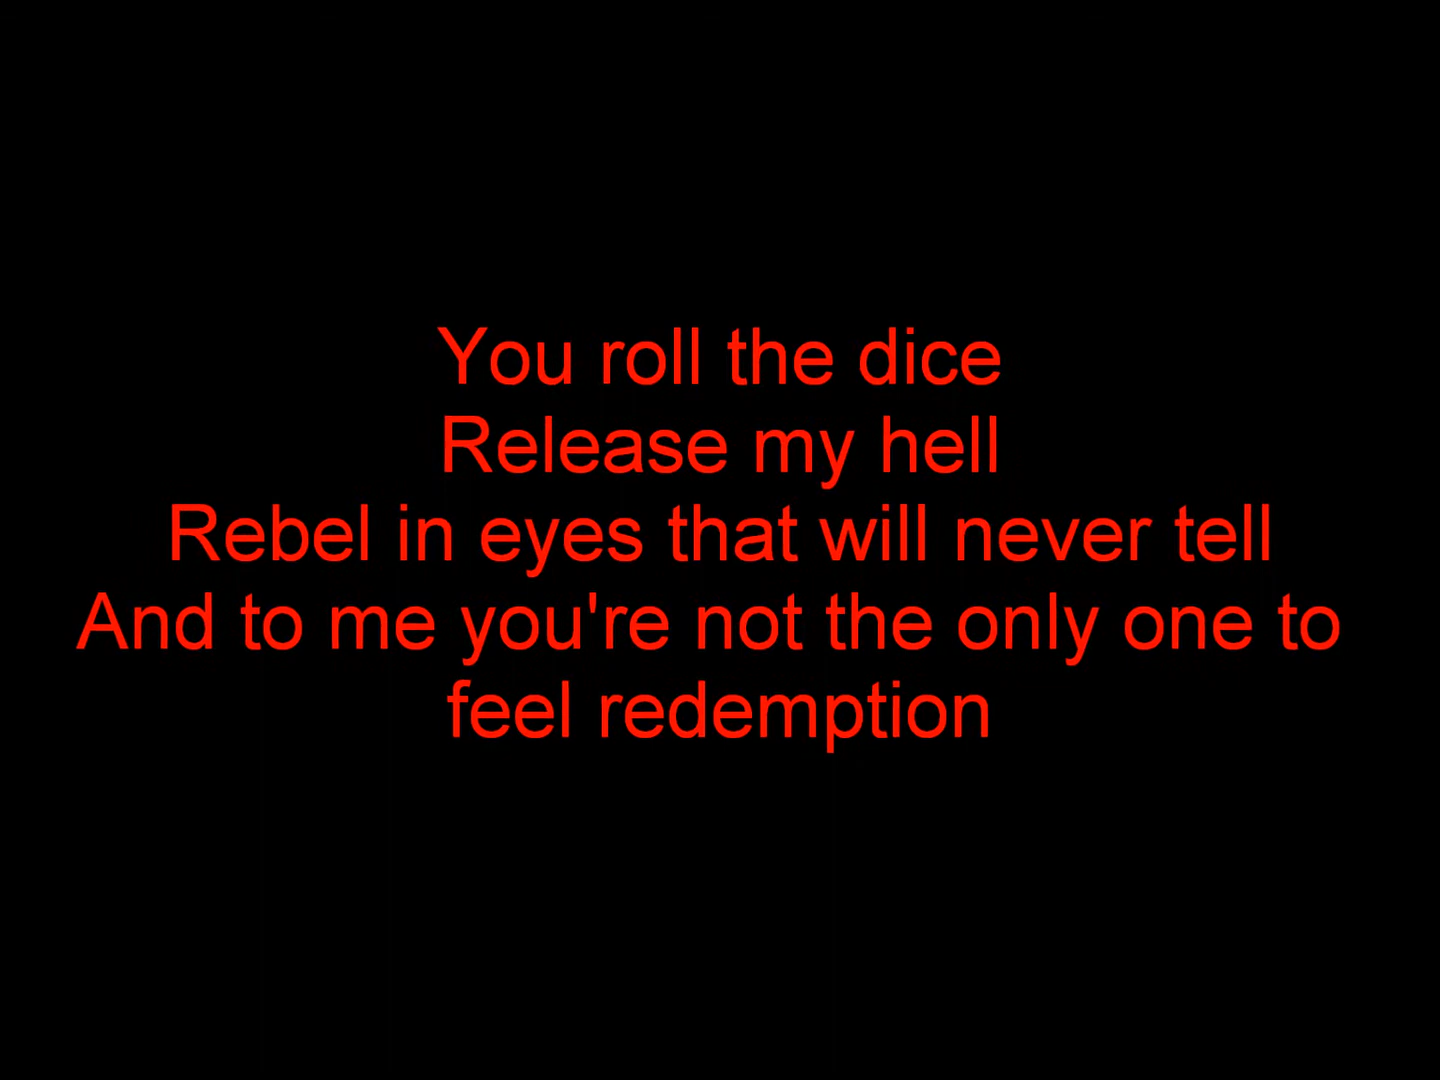 You roll the dice
Release my hell
Rebel in eyes that will never tell
And to me you're not the only one to
feel redemption